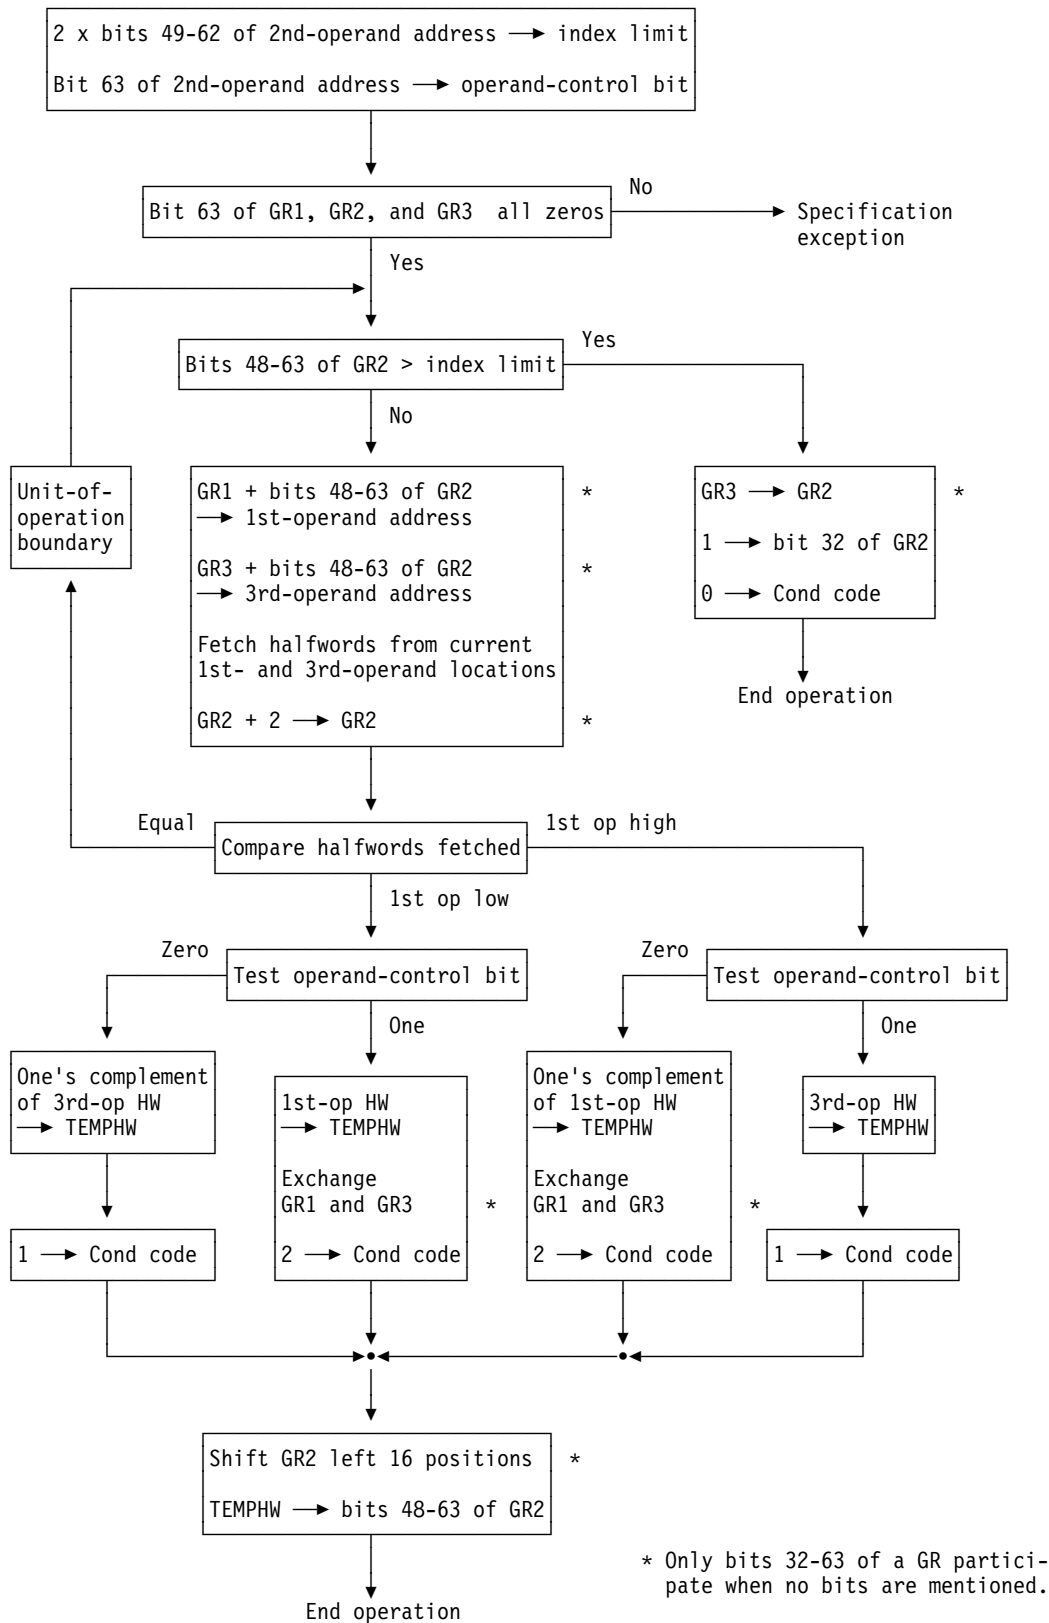 2 x bits 49-62 of 2nd-operand address → index limit
Bit 63 of 2nd-operand address → operand-control bit
Bit 63 of GR1, GR2, and GR3 all zeros
No
Specification
exception
Yes
Bits 48-63 of GR2 > index limit
Yes
No
Unit-of-
operation
boundary
GR1 + bits 48-63 of GR2 *
→ 1st-operand address
GR3 + bits 48-63 of GR2 *
→ 3rd-operand address
Fetch halfwords from current
1st- and 3rd-operand locations
GR2 + 2 → GR2 *
GR3 → GR2 *
1 → bit 32 of GR2
0 → Cond code
End operation
Equal
Compare halfwords fetched
1st op high
1st op low
Zero
Test operand-control bit
One
Zero
Test operand-control bit
One
One's complement
of 3rd-op HW
→ TEMPHW
1 → Cond code
1st-op HW
→ TEMPHW
Exchange
GR1 and GR3 *
2 → Cond code
One's complement
of 1st-op HW
→ TEMPHW
Exchange
GR1 and GR3 *
2 → Cond code
3rd-op HW
→ TEMPHW
1 → Cond code
Shift GR2 left 16 positions *
TEMPHW → bits 48-63 of GR2
End operation
* Only bits 32-63 of a GR partici-
pate when no bits are mentioned.